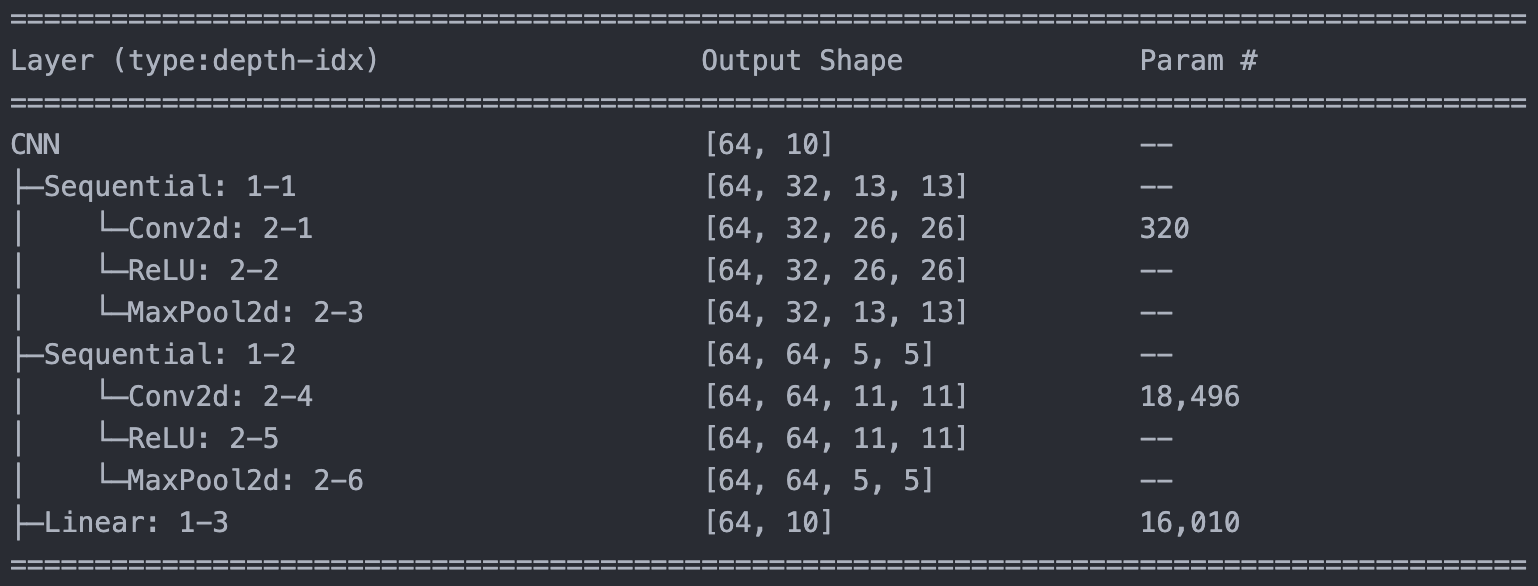 ==========================================================================================
Layer (type:depth-idx)                   Output Shape              Param #
==========================================================================================
CNN                                      [64, 10]                  --
├─Sequential: 1-1                        [64, 32, 13, 13]          --
│    └─Conv2d: 2-1                       [64, 32, 26, 26]          320
│    └─ReLU: 2-2                         [64, 32, 26, 26]          --
│    └─MaxPool2d: 2-3                    [64, 32, 13, 13]          --
├─Sequential: 1-2                        [64, 64, 5, 5]            --
│    └─Conv2d: 2-4                       [64, 64, 11, 11]          18,496
│    └─ReLU: 2-5                         [64, 64, 11, 11]          --
│    └─MaxPool2d: 2-6                    [64, 64, 5, 5]            --
├─Linear: 1-3                            [64, 10]                  16,010
==========================================================================================